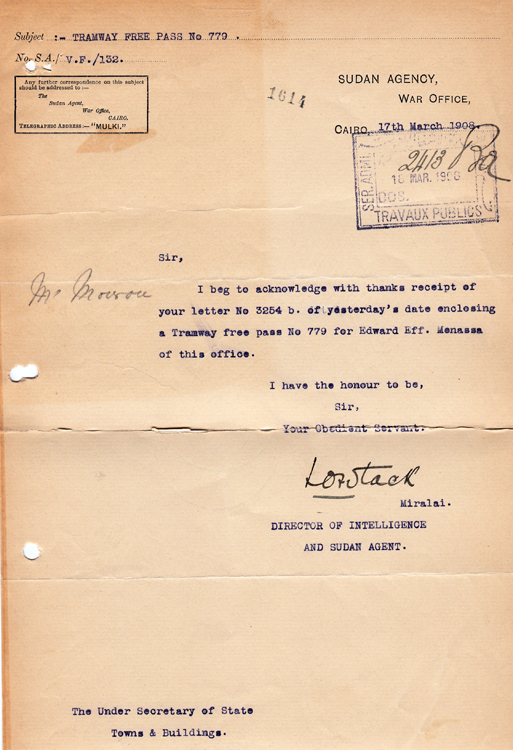 Subject :- TRAMWAY FREE PASS No 779 .
No. S.A./ V.F./132.
Any further correspondence on this subject
should be addressed to :—
The
Sudan Agent,
War Office,
CAIRO.
TELEGRAPHIC ADDRESS :— "MULKI."
1614
SUDAN AGENCY,
WAR OFFICE,
CAIRO, 17th March 1908.
SER. ADM.
2413
18 MAR. 1908
DOS.
TRAVAUX PUBLICS
Sir,
I beg to acknowledge with thanks receipt of
your letter No 3254 b. of yesterday's date enclosing
a Tramway free pass No 779 for Edward Eff. Menassa
of this office.
I have the honour to be,
Sir,
Your Obedient Servant.
Miralai.
DIRECTOR OF INTELLIGENCE
AND SUDAN AGENT.
The Under Secretary of State
Towns & Buildings.